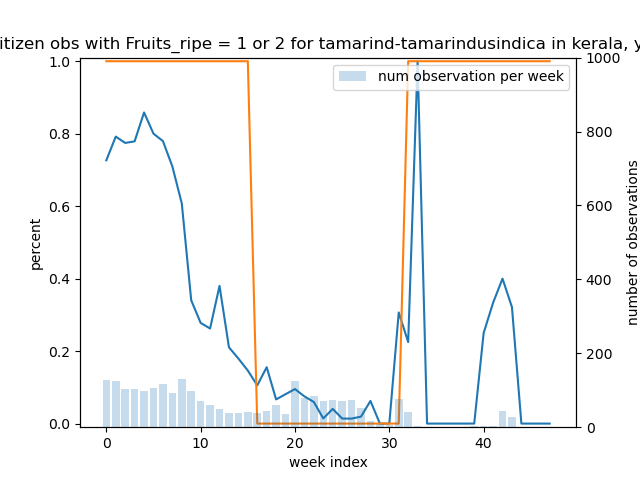 itizen obs with Fruits_ripe = 1 or 2 for tamarind-tamarindusindica in kerala, y
num observation per week
percent
number of observations
1.0
0.8
0.6
0.4
0.2
0.0
1000
800
600
400
200
0
0 10 20 30 40
week index